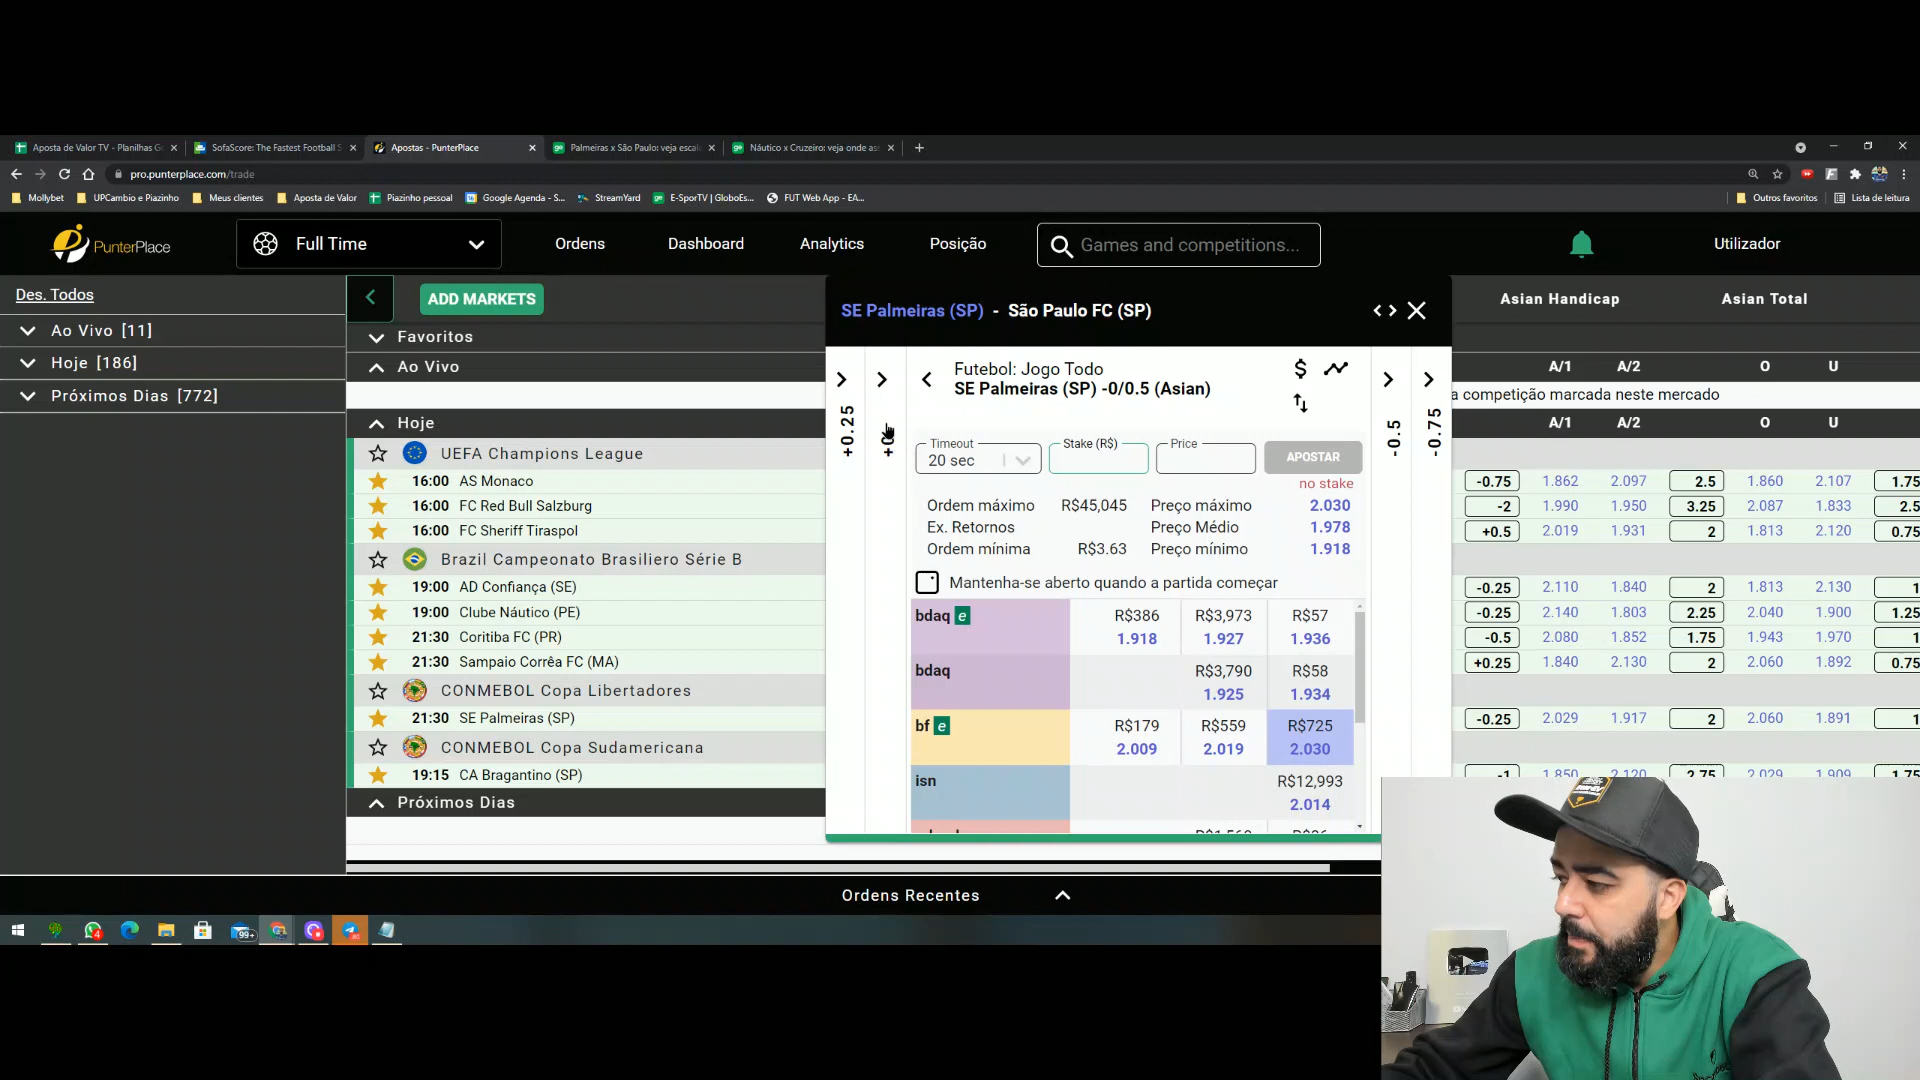 Aposta de Valor TV - Planilhas G
SofaScore: The Fastest Football S
Apostas - PunterPlace
Palmeiras x São Paulo: veja escala
Náutico x Cruzeiro: veja onde as
pro.punterplace.com/trade
Mollybet
UPCambio e Piazinho
Meus clientes
Aposta de Valor
Piazinho pessoal
Google Agenda - S...
StreamYard
E-SporTV | GloboEs...
FUT Web App - EA...
Outros favoritos
Lista de leitura
PunterPlace
Full Time
Ordens
Dashboard
Analytics
Posição
Games and competitions...
Utilizador
Des. Todos
Ao Vivo [11]
Hoje [186]
Próximos Dias [772]
ADD MARKETS
Favoritos
Ao Vivo
Hoje
UEFA Champions League
16:00 AS Monaco
16:00 FC Red Bull Salzburg
16:00 FC Sheriff Tiraspol
Brazil Campeonato Brasiliero Série B
19:00 AD Confiança (SE)
19:00 Clube Náutico (PE)
21:30 Coritiba FC (PR)
21:30 Sampaio Corrêa FC (MA)
CONMEBOL Copa Libertadores
21:30 SE Palmeiras (SP)
CONMEBOL Copa Sudamericana
19:15 CA Bragantino (SP)
Próximos Dias
SE Palmeiras (SP) - São Paulo FC (SP)
+0.25
Futebol: Jogo Todo
SE Palmeiras (SP) -0/0.5 (Asian)
-0.5
-0.75
Timeout
20 sec
Stake (R$)
Price
APOSTAR
no stake
Ordem máximo R$45,045 Preço máximo 2.030
Ex. Retornos Preço Médio 1.978
Ordem mínima R$3.63 Preço mínimo 1.918
Mantenha-se aberto quando a partida começar
bdaq e R$386 R$3,973 R$57
1.918 1.927 1.936
bdaq R$3,790 R$58
1.925 1.934
bf e R$179 R$559 R$725
2.009 2.019 2.030
isn R$12,993
2.014
Asian Handicap Asian Total
A/1 A/2 O U
a competição marcada neste mercado
A/1 A/2 O U
-0.75 1.862 2.097 2.5 1.860 2.107 1.75
-2 1.990 1.950 3.25 2.087 1.833 2.5
+0.5 2.019 1.931 2 1.813 2.120 0.75
-0.25 2.110 1.840 2 1.813 2.130 1
-0.25 2.140 1.803 2.25 2.040 1.900 1.25
-0.5 2.080 1.852 1.75 1.943 1.970 1
+0.25 1.840 2.130 2 2.060 1.892 0.75
-0.25 2.029 1.917 2 2.060 1.891 1
-1 1.850 2.120 2.75 2.029 1.909 1.75
Ordens Recentes
4
99+